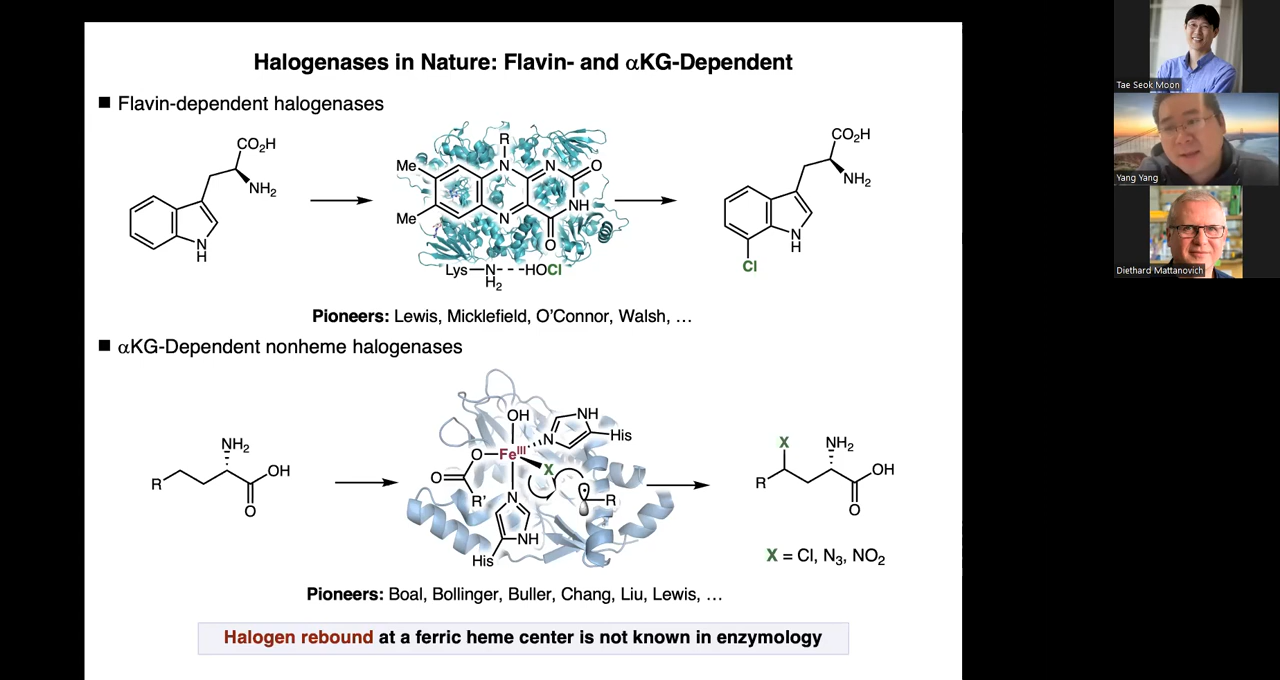 Halogenases in Nature: Flavin- and αKG-Dependent
■ Flavin-dependent halogenases
CO₂H
NH₂
N
H
R
Me
N
N
O
Me
N
NH
O
Lys
N
H₂
HOCl
CO₂H
NH₂
N
H
Cl
Pioneers: Lewis, Micklefield, O'Connor, Walsh, …
■ αKG-Dependent nonheme halogenases
NH₂
R
OH
O
OH
NH
N
His
O
Feᴵᴵᴵ
O
X
R'
N
R
NH
His
X
NH₂
R
OH
O
X = Cl, N₃, NO₂
Pioneers: Boal, Bollinger, Buller, Chang, Liu, Lewis, …
Halogen rebound at a ferric heme center is not known in enzymology
Tae Seok Moon
Yang Yang
Diethard Mattanovich